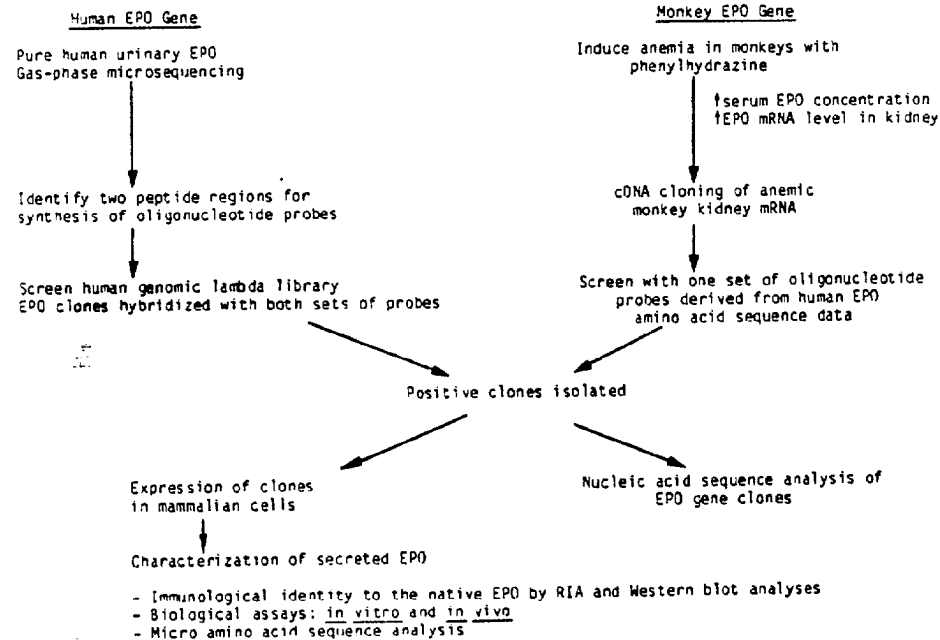 Human EPO Gene
Pure human urinary EPO
Gas-phase microsequencing
Identify two peptide regions for
synthesis of oligonucleotide probes
Screen human genomic lambda library
EPO clones hybridized with both sets of probes
Monkey EPO Gene
Induce anemia in monkeys with
phenylhydrazine
↑serum EPO concentration
↑EPO mRNA level in kidney
cDNA cloning of anemic
monkey kidney mRNA
Screen with one set of oligonucleotide
probes derived from human EPO
amino acid sequence data
Positive clones isolated
Expression of clones
in mammalian cells
Nucleic acid sequence analysis of
EPO gene clones
Characterization of secreted EPO
- Immunological identity to the native EPO by RIA and Western blot analyses
- Biological assays: in vitro and in vivo
- Micro amino acid sequence analysis